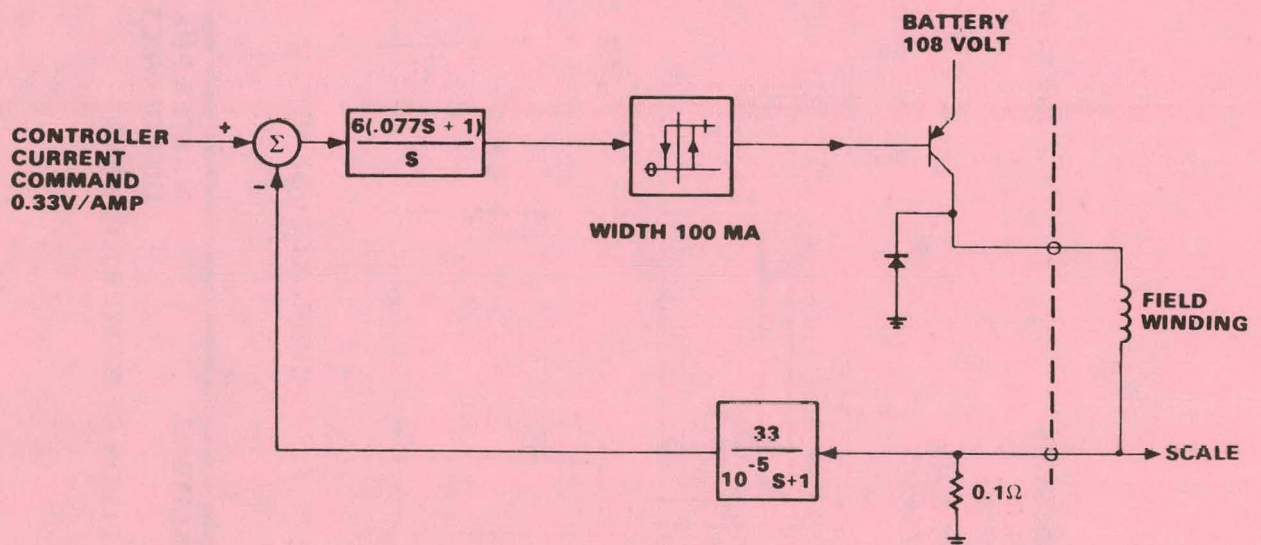 BATTERY
108 VOLT
CONTROLLER
CURRENT
COMMAND
0.33V/AMP
+
-
Σ
6(.077S + 1)
S
WIDTH 100 MA
FIELD
WINDING
33
10^-5 S+1
SCALE
0.1Ω